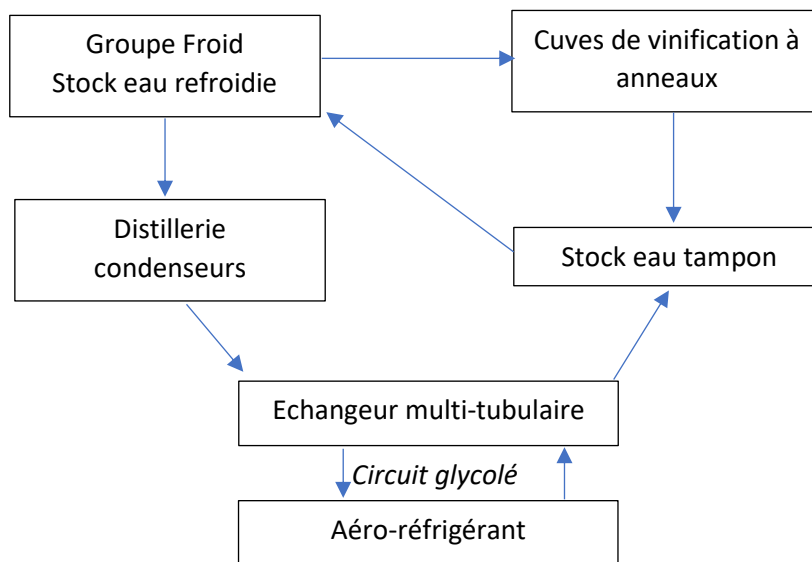 Groupe Froid
Stock eau refroidie
Cuves de vinification à
anneaux
Distillerie
condenseurs
Stock eau tampon
Echangeur multi-tubulaire
Circuit glycolé
Aéro-réfrigérant